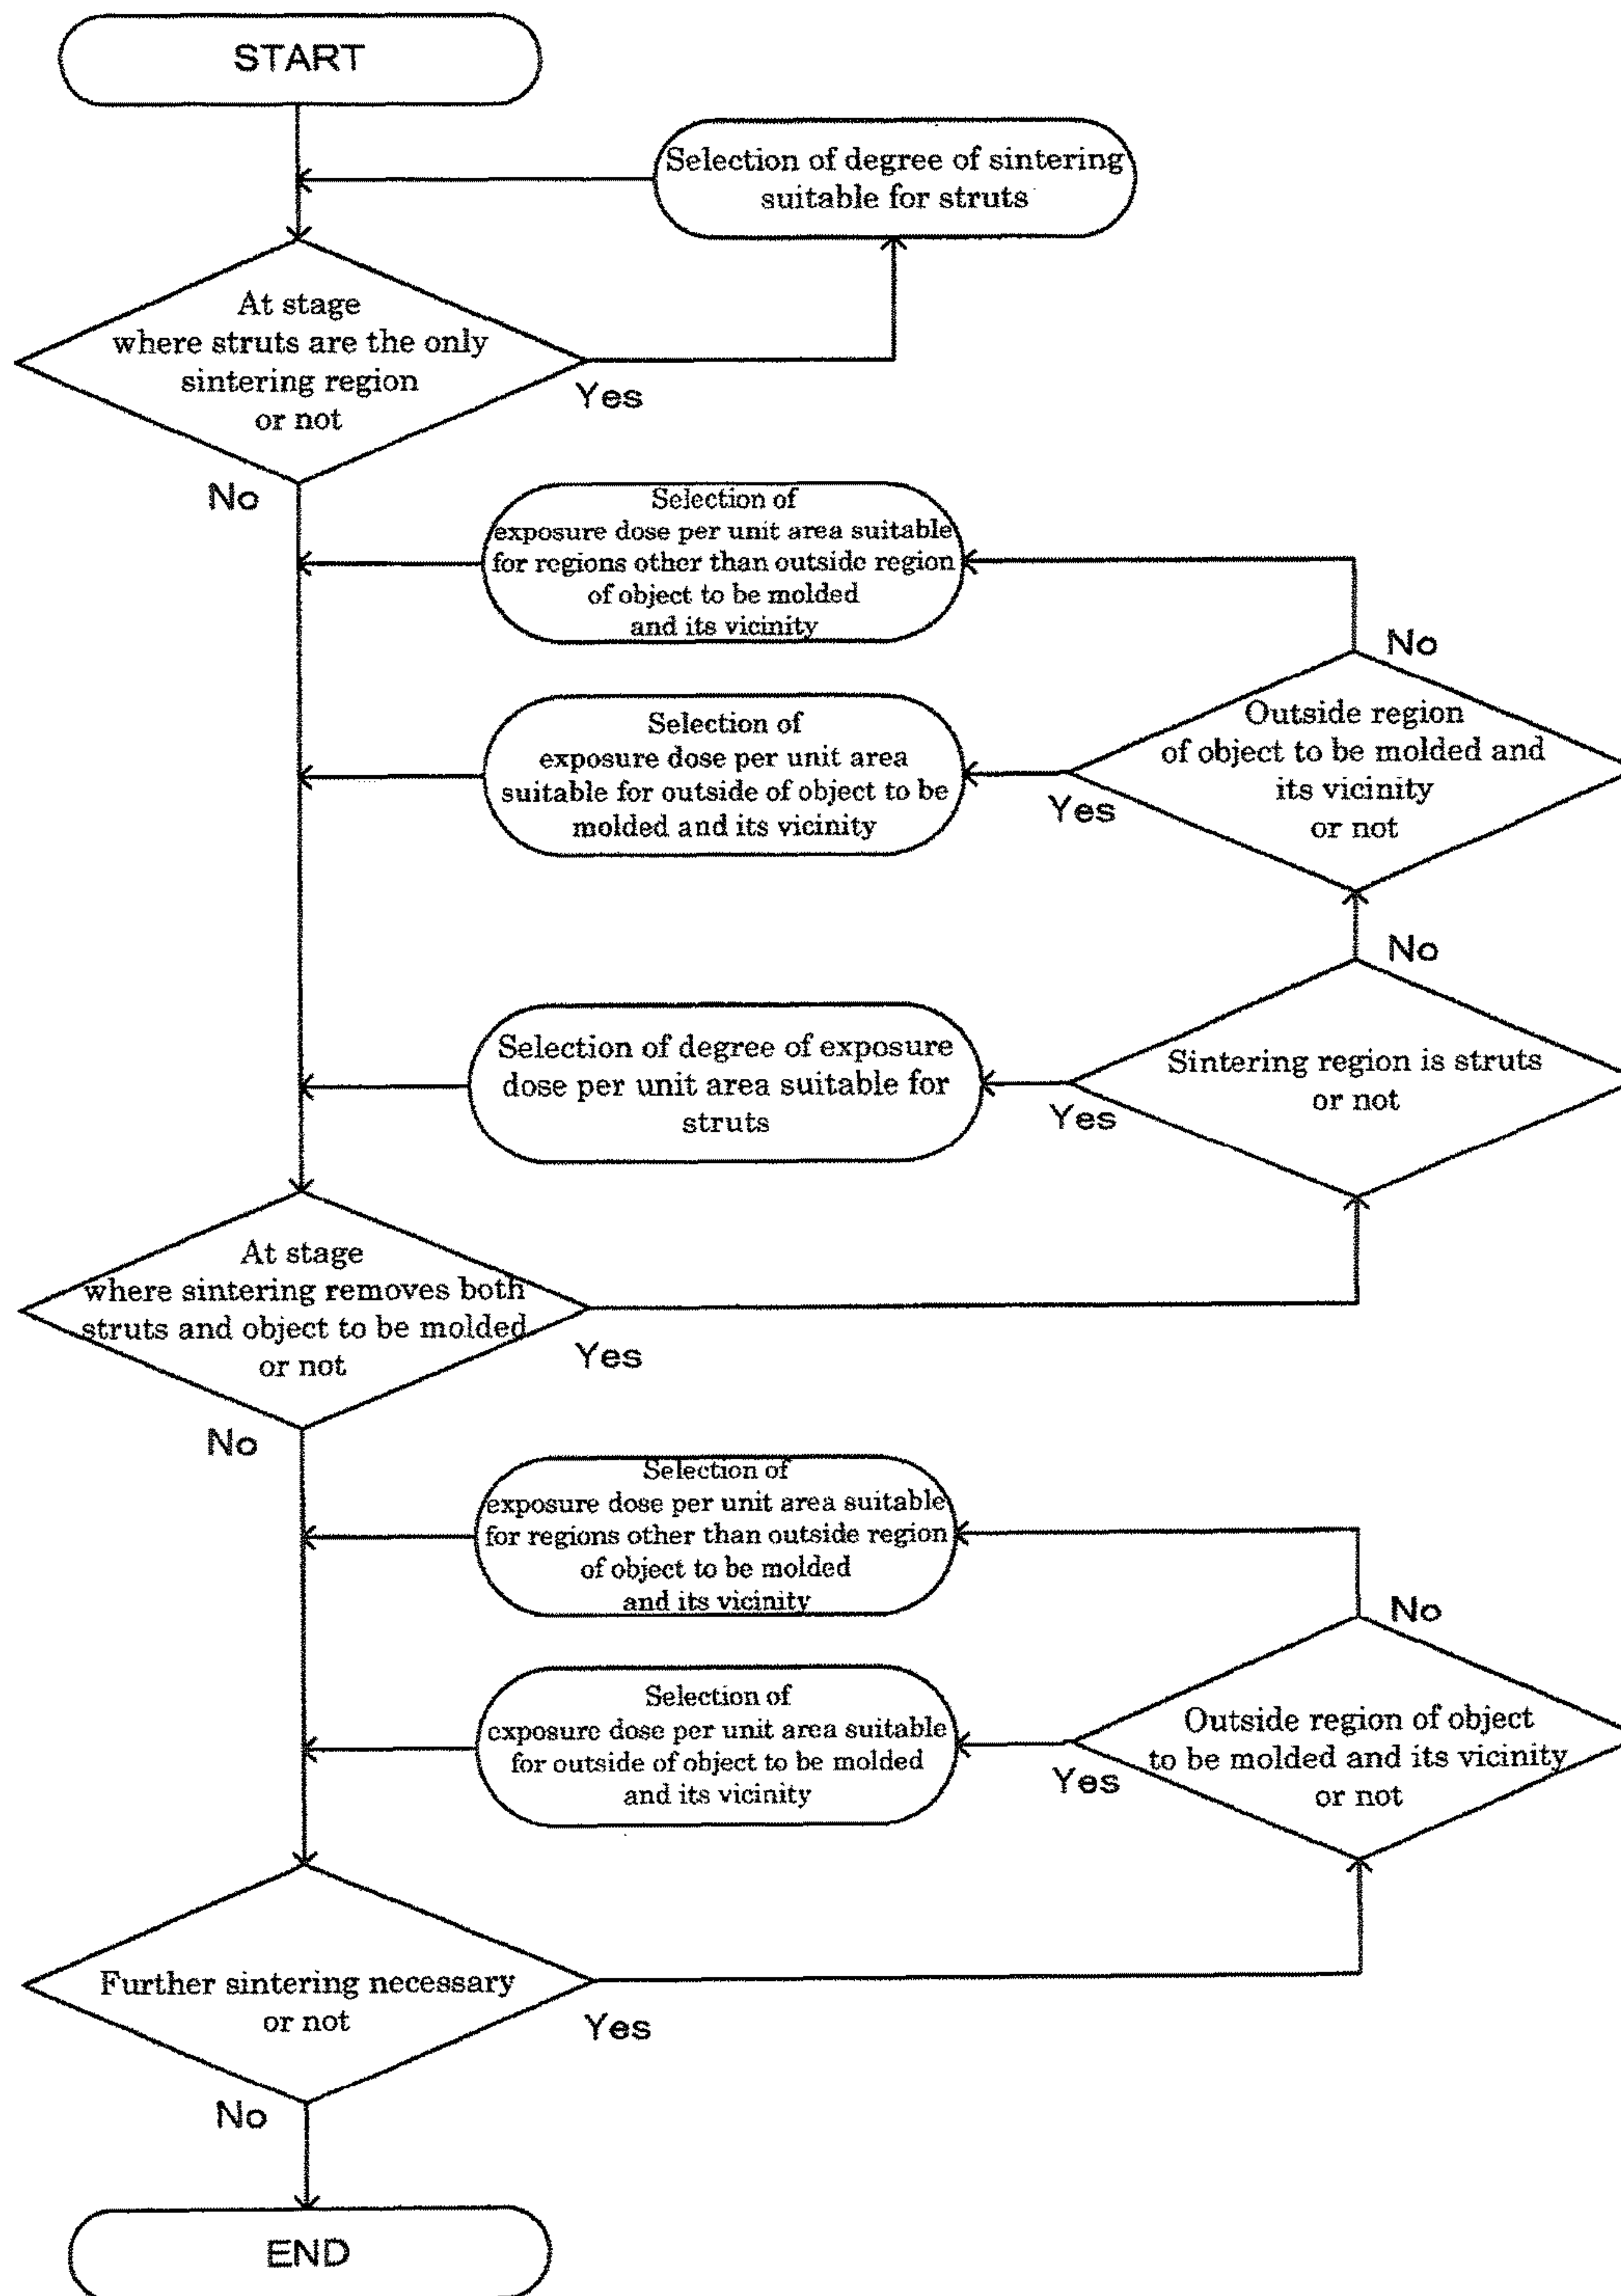 START
Selection of degree of sintering
suitable for struts
At stage
where struts are the only
sintering region
or not
Yes
No
Selection of
exposure dose per unit area suitable
for regions other than outside region
of object to be molded
and its vicinity
No
Selection of
exposure dose per unit area
suitable for outside of object to be
molded and its vicinity
Outside region
of object to be molded and
its vicinity
or not
Yes
No
Selection of degree of exposure
dose per unit area suitable for
struts
Sintering region is struts
or not
Yes
At stage
where sintering removes both
struts and object to be molded
or not
Yes
No
Selection of
exposure dose per unit area suitable
for regions other than outside region
of object to be molded
and its vicinity
No
Selection of
exposure dose per unit area suitable
for outside of object to be molded
and its vicinity
Outside region of object
to be molded and its vicinity
or not
Yes
Further sintering necessary
or not
Yes
No
END